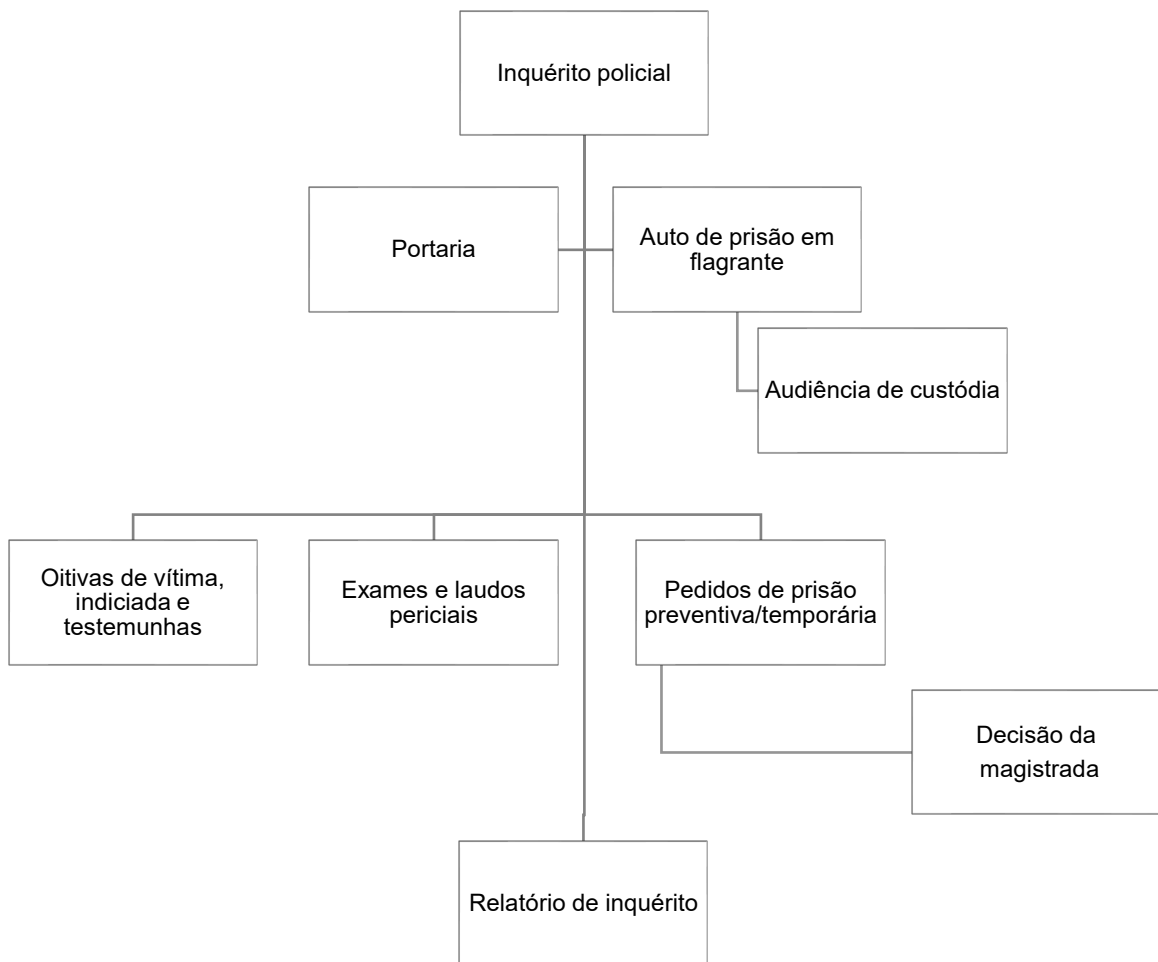 Inquérito policial
Portaria
Auto de prisão em
flagrante
Audiência de custódia
Oitivas de vítima,
indiciada e
testemunhas
Exames e laudos
periciais
Pedidos de prisão
preventiva/temporária
Decisão da
magistrada
Relatório de inquérito